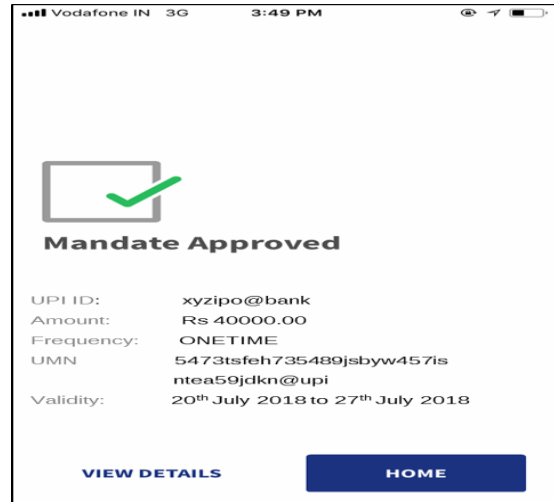 Vodafone IN 3G 3:49 PM
Mandate Approved
UPI ID: xyzipo@bank
Amount: Rs 40000.00
Frequency: ONETIME
UMN 5473tsfeh735489jsbyw457is
ntea59jdkn@upi
Validity: 20th July 2018 to 27th July 2018
VIEW DETAILS HOME